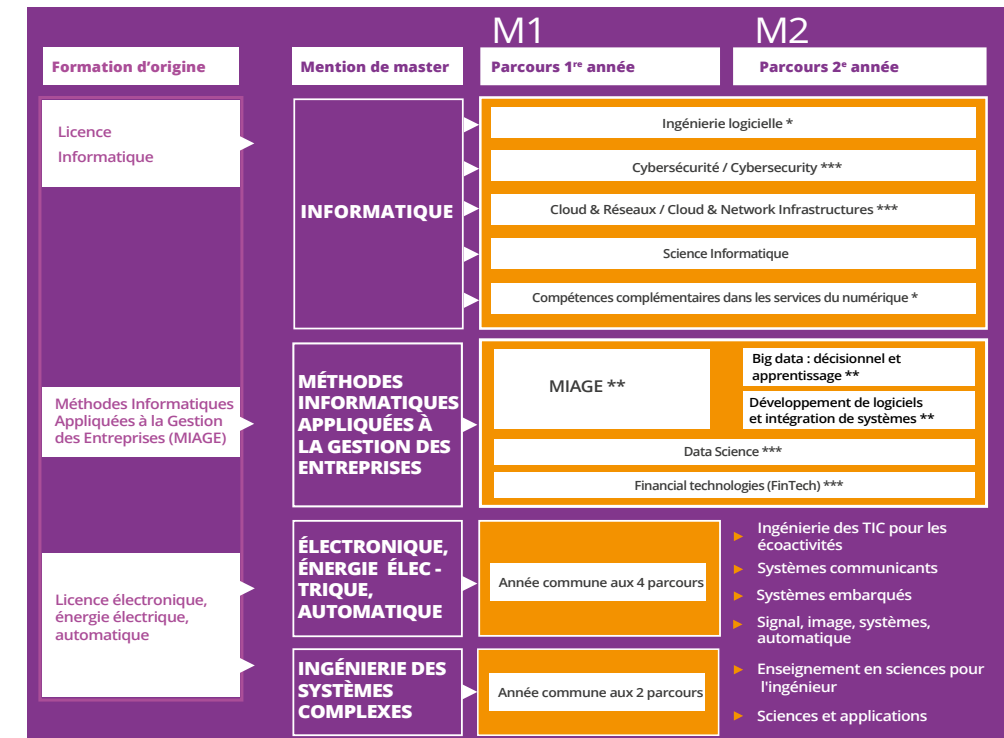 M1
M2
Formation d'origine
Mention de master
Parcours 1re année
Parcours 2e année
Licence
Informatique
INFORMATIQUE
Ingénierie logicielle *
Cybersécurité / Cybersecurity ***
Cloud & Réseaux / Cloud & Network Infrastructures ***
Science Informatique
Compétences complémentaires dans les services du numérique *
Méthodes Informatiques
Appliquées à la Gestion
des Entreprises (MIAGE)
MÉTHODES
INFORMATIQUES
APPLIQUÉES À
LA GESTION DES
ENTREPRISES
MIAGE **
Big data : décisionnel et
apprentissage **
Développement de logiciels
et intégration de systèmes **
Data Science ***
Financial technologies (FinTech) ***
Licence électronique,
énergie électrique,
automatique
ÉLECTRONIQUE,
ÉNERGIE ÉLEC -
TRIQUE,
AUTOMATIQUE
Année commune aux 4 parcours
► Ingénierie des TIC pour les
écoactivités
► Systèmes communicants
► Systèmes embarqués
► Signal, image, systèmes,
automatique
INGÉNIERIE DES
SYSTÈMES
COMPLEXES
Année commune aux 2 parcours
► Enseignement en sciences pour
l'ingénieur
► Sciences et applications